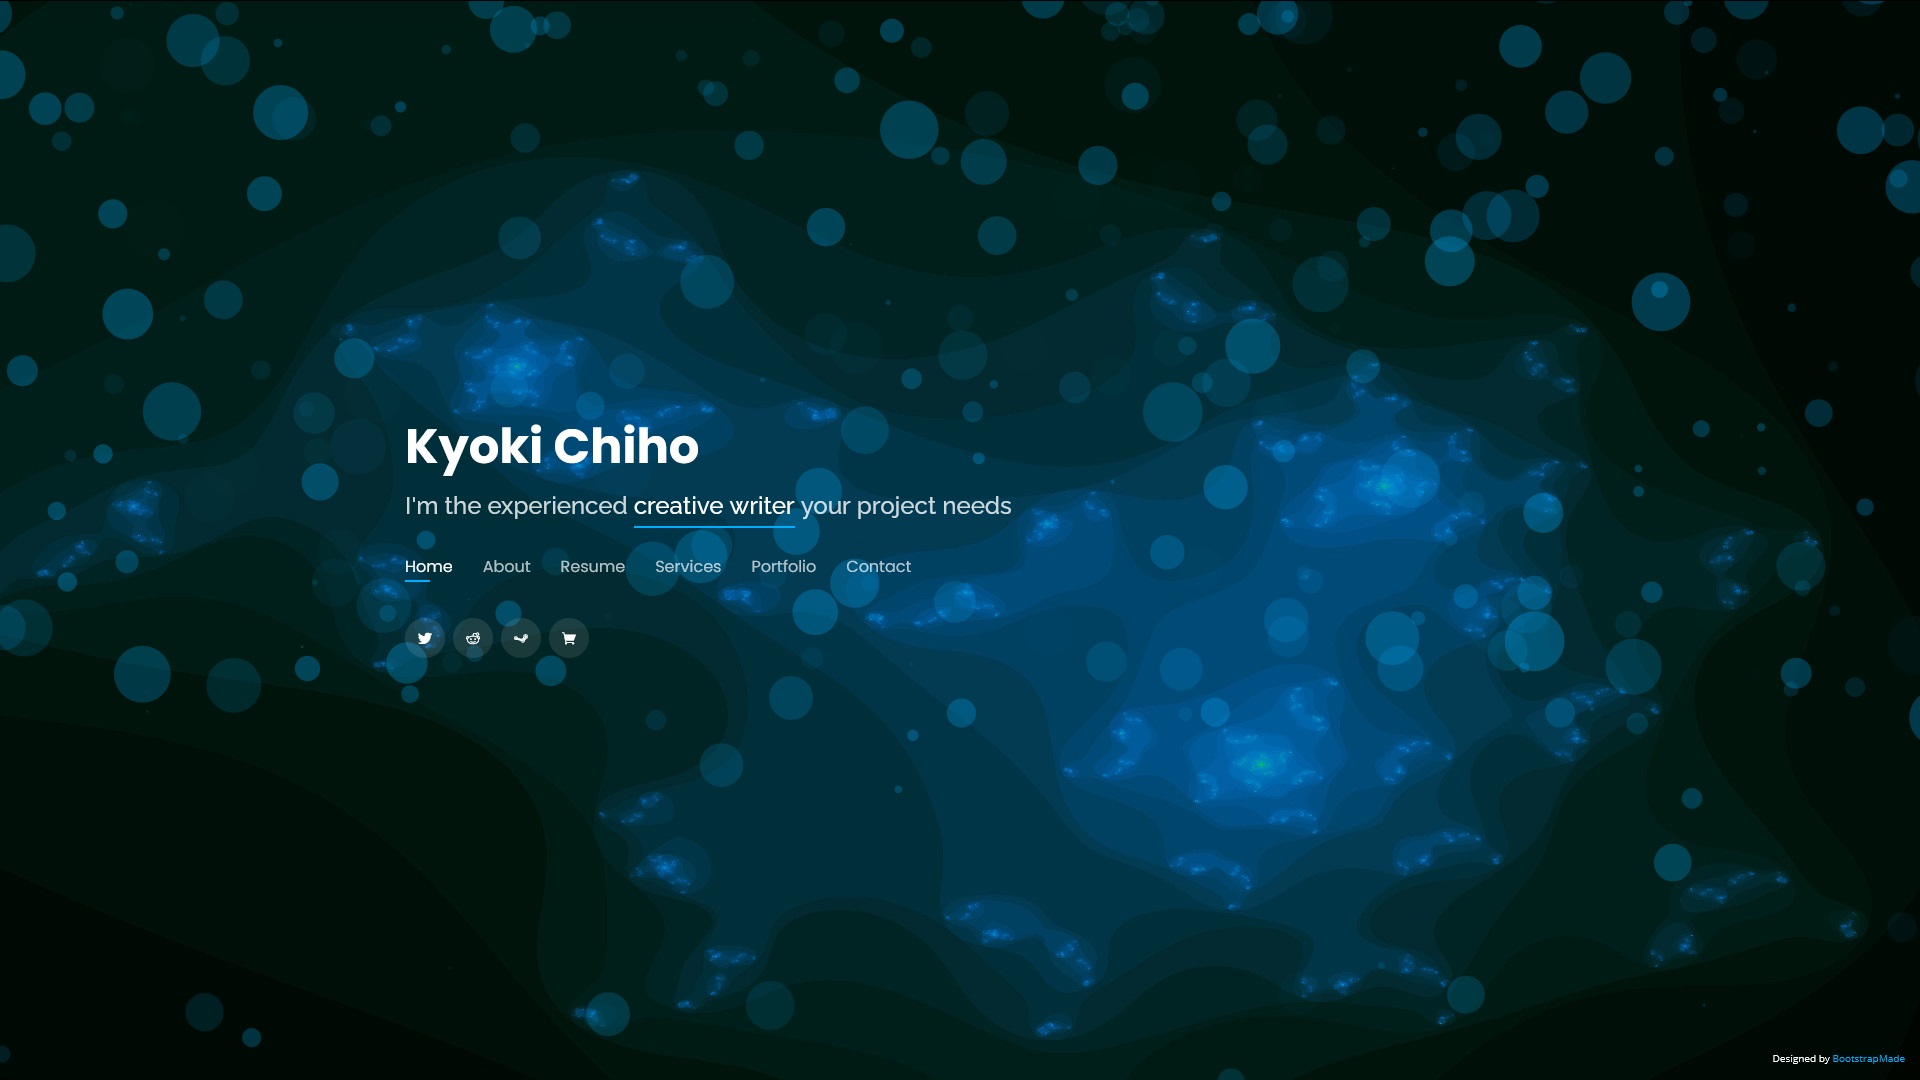 Kyoki Chiho
I'm the experienced creative writer your project needs
Home About Resume Services Portfolio Contact
Designed by BootstrapMade